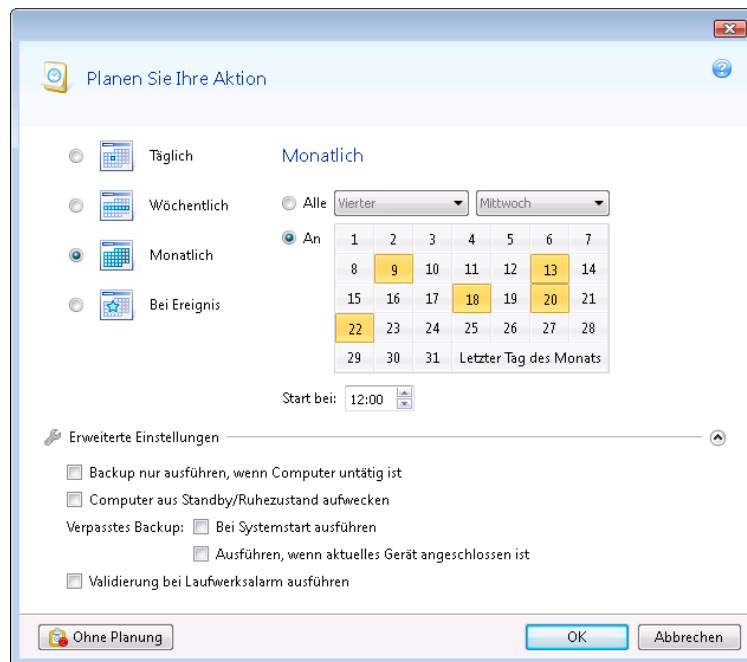 Planen Sie Ihre Aktion
Täglich
Wöchentlich
Monatlich
Bei Ereignis
Monatlich
Alle Vierter Mittwoch
An
1 2 3 4 5 6 7
8 9 10 11 12 13 14
15 16 17 18 19 20 21
22 23 24 25 26 27 28
29 30 31 Letzter Tag des Monats
Start bei: 12:00
Erweiterte Einstellungen
Backup nur ausführen, wenn Computer untätig ist
Computer aus Standby/Ruhezustand aufwecken
Verpasstes Backup: Bei Systemstart ausführen
Ausführen, wenn aktuelles Gerät angeschlossen ist
Validierung bei Laufwerksalarm ausführen
Ohne Planung OK Abbrechen